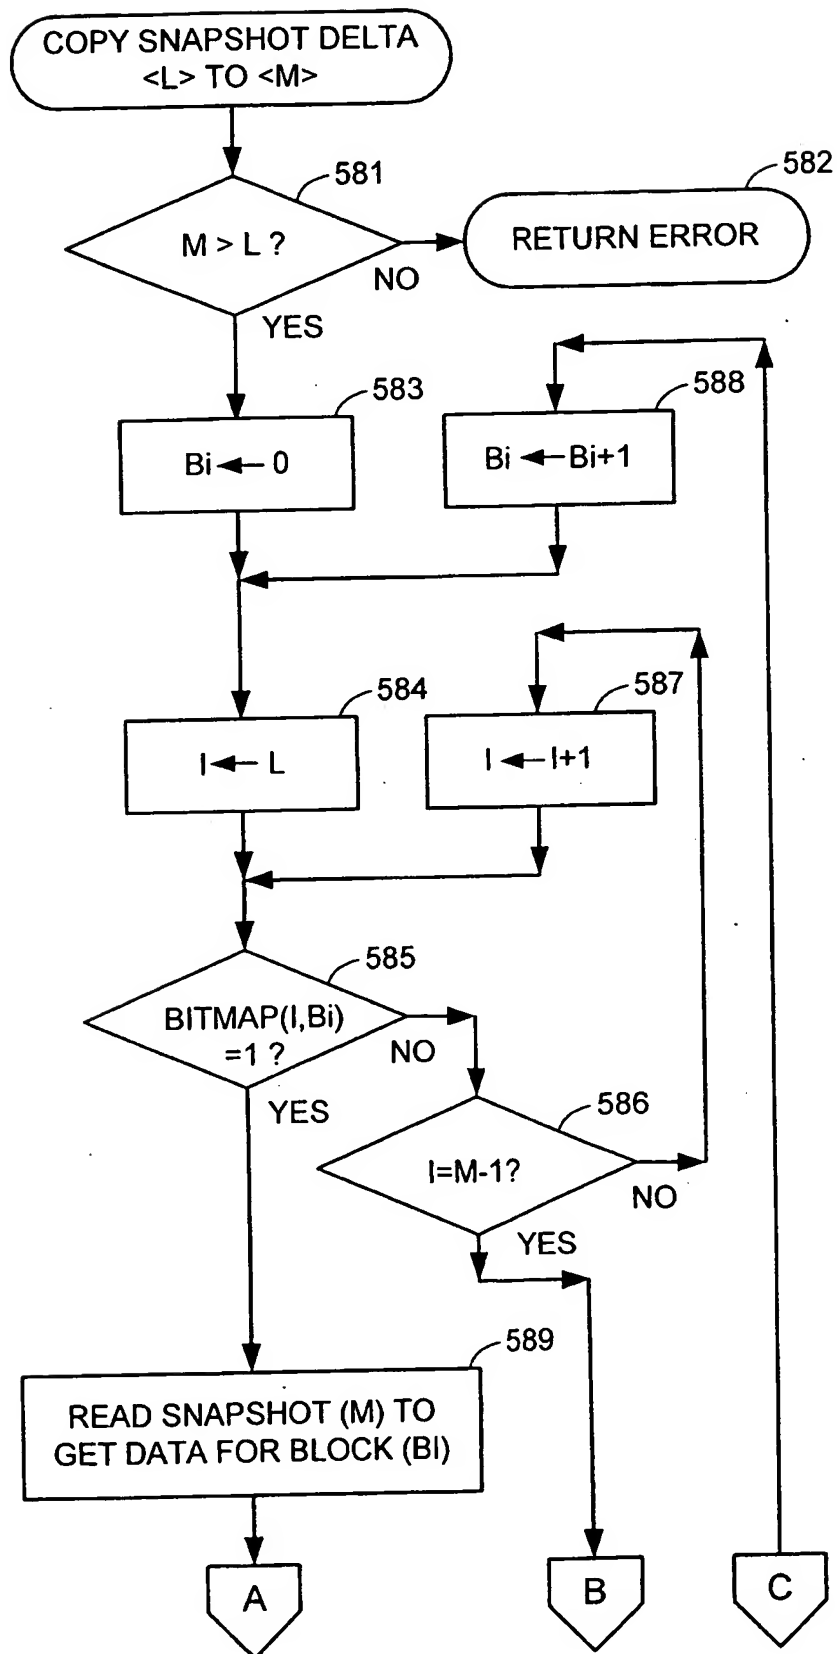 COPY SNAPSHOT DELTA
<L> TO <M>
581
582
M > L ?
RETURN ERROR
NO
YES
583
588
Bi ← 0
Bi ← Bi+1
584
587
I ← L
I ← I+1
585
BITMAP(I,Bi)
=1 ?
NO
YES
586
I=M-1?
NO
YES
589
READ SNAPSHOT (M) TO
GET DATA FOR BLOCK (BI)
A
B
C